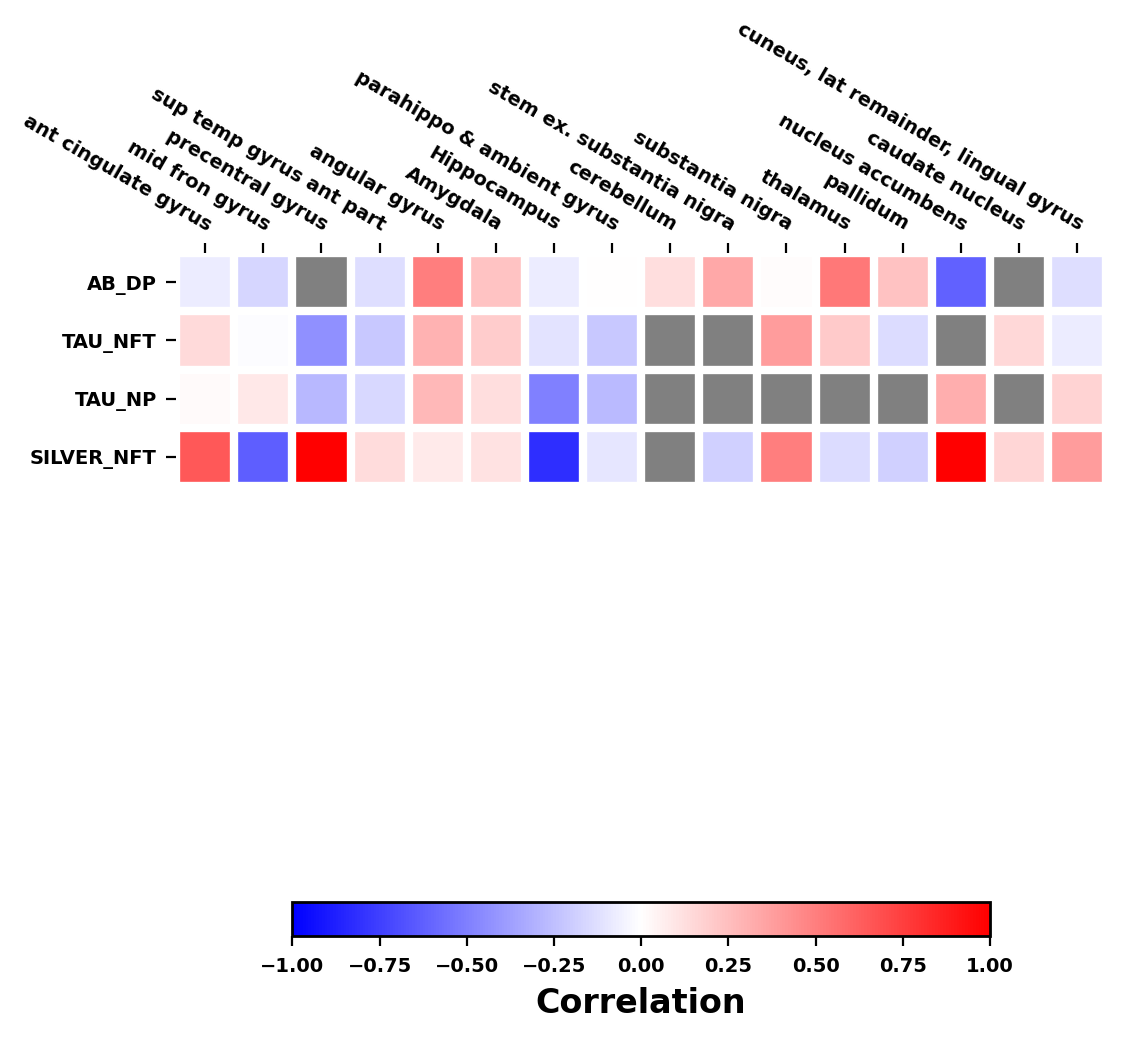 ant cingulate gyrus
mid fron gyrus
precentral gyrus
sup temp gyrus ant part
angular gyrus
Amygdala
Hippocampus
parahippo & ambient gyrus
cerebellum
stem ex. substantia nigra
substantia nigra
thalamus
pallidum
nucleus accumbens
caudate nucleus
cuneus, lat remainder, lingual gyrus
AB_DP
TAU_NFT
TAU_NP
SILVER_NFT
−1.00 −0.75 −0.50 −0.25 0.00 0.25 0.50 0.75 1.00
Correlation